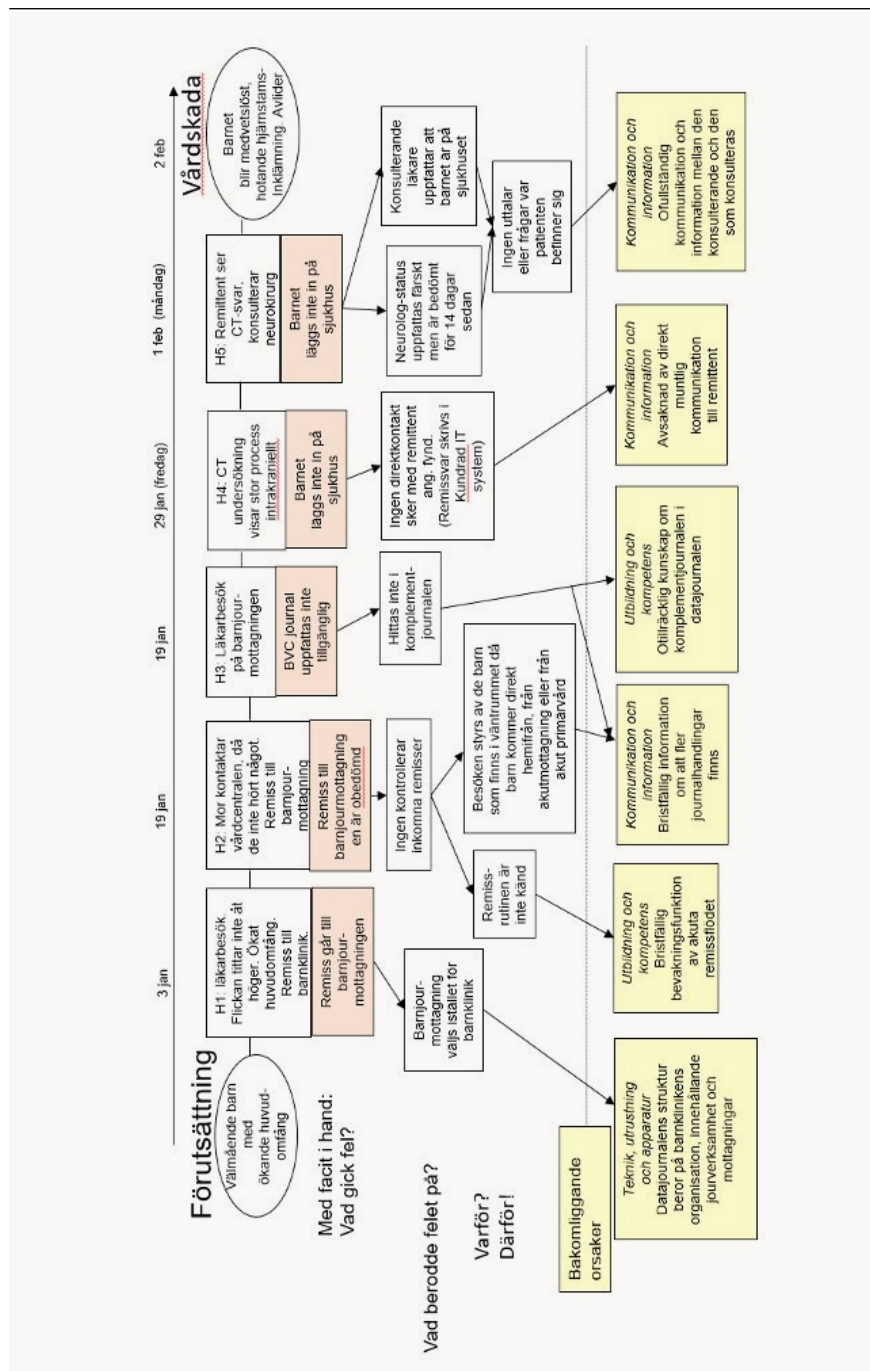 Förutsättning
Vårdskada
3 jan
19 jan
19 jan
29 jan (fredag)
1 feb (måndag)
2 feb
Välmående barn
med
ökande huvud-
omfång
H1: läkarbesök.
Flickan tittar inte åt
höger. Ökat
huvudomfång.
Remiss till
barnklinik.
H2: Mor kontaktar
vårdcentralen, då
de inte hört något.
Remiss till
barnjour-
mottagning
H3: Läkarbesök
på barnjour-
mottagningen
H4: CT
undersökning
visar stor process
intrakraniellt
H5: Remittent ser
CT-svar,
konsulterar
neurokirurg
Barnet
blir medvetslöst,
hotande hjärnstams-
Inklämning. Avlider
Med facit i hand:
Vad gick fel?
Remiss går till
barnjour-
mottagningen
Remiss till
barnjourmottagning
en är obedömd
BVC journal
uppfattas inte
tillgänglig
Barnet
läggs inte in på
sjukhus
Barnet
läggs inte in på
sjukhus
Vad berodde felet på?
Barnjour-
mottagning
väljs istället för
barnklinik
Ingen kontrollerar
inkomna remisser
Hittas inte i
komplement-
journalen
Ingen direktkontakt
sker med remittent
ang. fynd.
(Remissvar skrivs i
Kundrad IT
system)
Neurolog-status
uppfattas färskt
men är bedömt
för 14 dagar
sedan
Konsulterande
läkare
uppfattar att
barnet är på
sjukhuset
Varför?
Därför!
Remiss-
rutinen är
inte känd
Besöken styrs av de barn
som finns i väntrummet då
barn kommer direkt
hemifrån, från
akutmottagning eller från
akut primärvård
Ingen uttalar
eller frågar var
patienten
befinner sig
Bakomliggande
orsaker
Teknik, utrustning
och apparatur
Datajournalens struktur
beror på barnklinikens
organisation, innehållande
jourverksamhet och
mottagningar
Utbildning och
kompetens
Bristfällig
bevakningsfunktion
av akuta
remissflödet
Kommunikation och
information
Bristfällig information
om att fler
journalhandlingar
finns
Utbildning och
kompetens
Otillräcklig kunskap om
komplementjournalen i
datajournalen
Kommunikation och
information
Avsaknad av direkt
muntlig
kommunikation
till remittent
Kommunikation och
information
Ofullständig
kommunikation och
information mellan den
konsulterande och den
som konsulteras